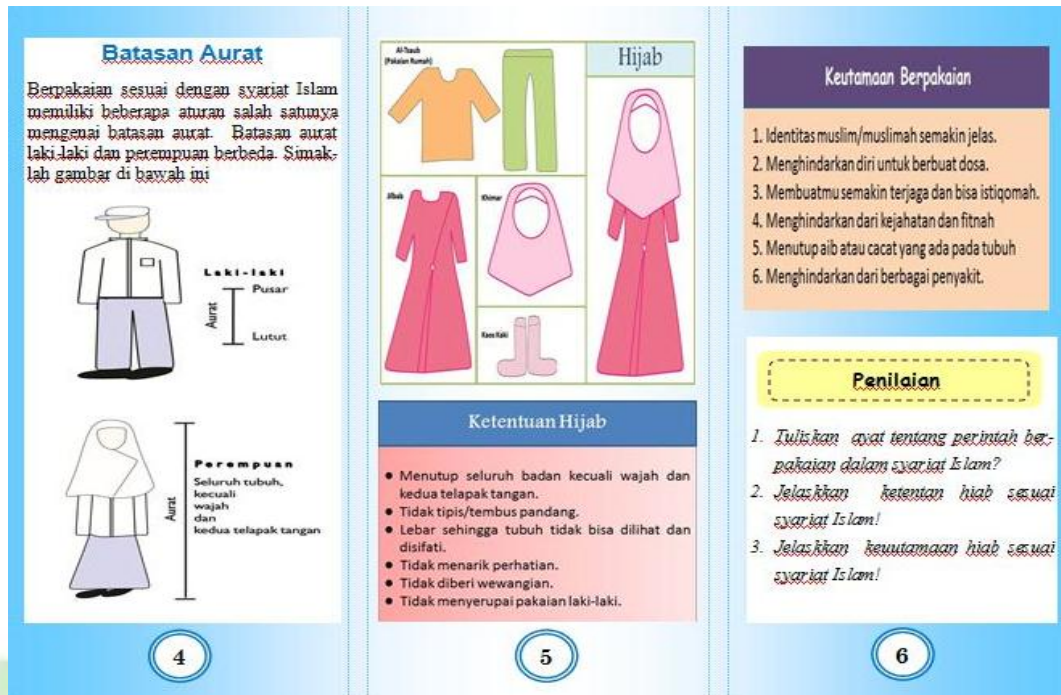 Batasan Aurat
Berpakaian sesuai dengan syariat Islam
memiliki beberapa aturan salah satunya
mengenai batasan aurat. Batasan aurat
laki-laki dan perempuan berbeda. Simak-
lah gambar di bawah ini
Laki-laki
Pusar
Aurat
Lutut
Perempuan
Seluruh tubuh,
kecuali
wajah
dan
kedua telapak tangan
Aurat
4
Al-Tsaub
(Pakaian Rumah)
Hijab
Jilbab
Khimar
Kaos Kaki
Ketentuan Hijab
• Menutup seluruh badan kecuali wajah dan
kedua telapak tangan.
• Tidak tipis/tembus pandang.
• Lebar sehingga tubuh tidak bisa dilihat dan
disifati.
• Tidak menarik perhatian.
• Tidak diberi wewangian.
• Tidak menyerupai pakaian laki-laki.
5
Keutamaan Berpakaian
1. Identitas muslim/muslimah semakin jelas.
2. Menghindarkan diri untuk berbuat dosa.
3. Membuatmu semakin terjaga dan bisa istiqomah.
4. Menghindarkan dari kejahatan dan fitnah
5. Menutup aib atau cacat yang ada pada tubuh
6. Menghindarkan dari berbagai penyakit.
Penilaian
1. Tuliskan ayat tentang perintah ber-
pakaian dalam syariat Islam?
2. Jelaskkan ketentan hiab sesuai
syariat Islam!
3. Jelaskkan keuutamaan hiab sesuai
syariat Islam!
6